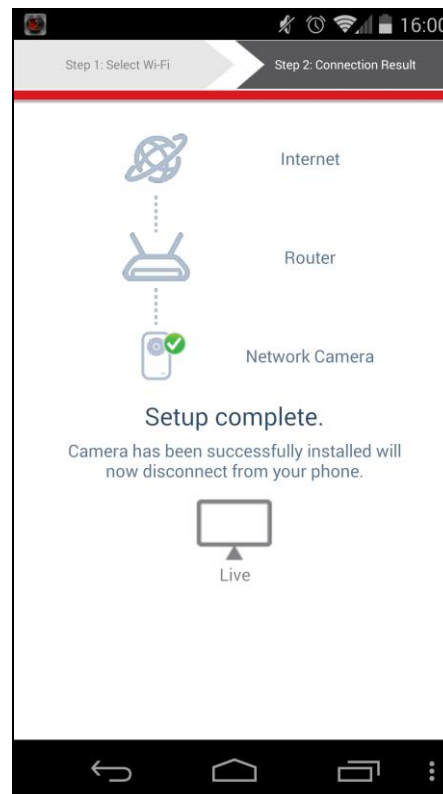 16:00
Step 1: Select Wi-Fi
Step 2: Connection Result
Internet
Router
Network Camera
Setup complete.
Camera has been successfully installed will
now disconnect from your phone.
Live